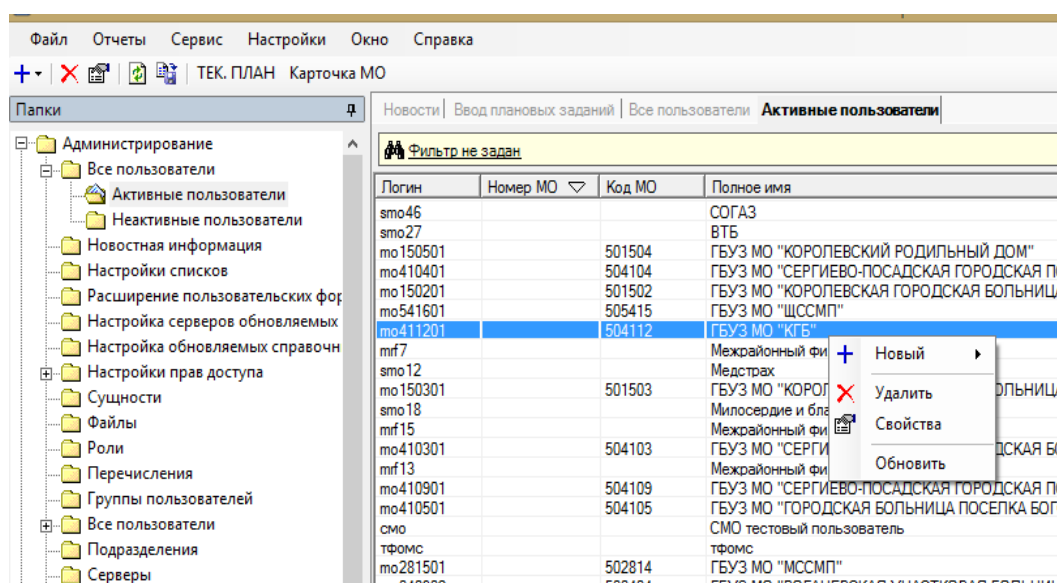 Файл Отчеты Сервис Настройки Окно Справка
ТЕК. ПЛАН Карточка МО
Папки
Администрирование
Все пользователи
Активные пользователи
Неактивные пользователи
Новостная информация
Настройки списков
Расширение пользовательских фор
Настройка серверов обновляемых
Настройка обновляемых справочн
Настройки прав доступа
Сущности
Файлы
Роли
Перечисления
Группы пользователей
Все пользователи
Подразделения
Серверы
Новости Ввод плановых заданий Все пользователи Активные пользователи
Фильтр не задан
Логин Номер МО Код МО Полное имя
smo46 СОГАЗ
smo27 ВТБ
mo150501 501504 ГБУЗ МО "КОРОЛЕВСКИЙ РОДИЛЬНЫЙ ДОМ"
mo410401 504104 ГБУЗ МО "СЕРГИЕВО-ПОСАДСКАЯ ГОРОДСКАЯ П
mo150201 501502 ГБУЗ МО "КОРОЛЕВСКАЯ ГОРОДСКАЯ БОЛЬНИЦ
mo541601 505415 ГБУЗ МО "ЩССМП"
mo411201 504112 ГБУЗ МО "КГБ"
mrf7 Межрайонный фи
smo12 Медстрах
mo150301 501503 ГБУЗ МО "КОРОЛ ОЛЬНИЦ
smo18 Милосердие и бла
mrf15 Межрайонный фи
mo410301 504103 ГБУЗ МО "СЕРГИ ДСКАЯ Б
mrf13 Межрайонный фи
mo410901 504109 ГБУЗ МО "СЕРГИЕВО-ПОСАДСКАЯ ГОРОДСКАЯ П
mo410501 504105 ГБУЗ МО "ГОРОДСКАЯ БОЛЬНИЦА ПОСЕЛКА БОГ
смо СМО тестовый пользователь
тфомс тфомс
mo281501 502814 ГБУЗ МО "МССМП"
Новый
Удалить
Свойства
Обновить